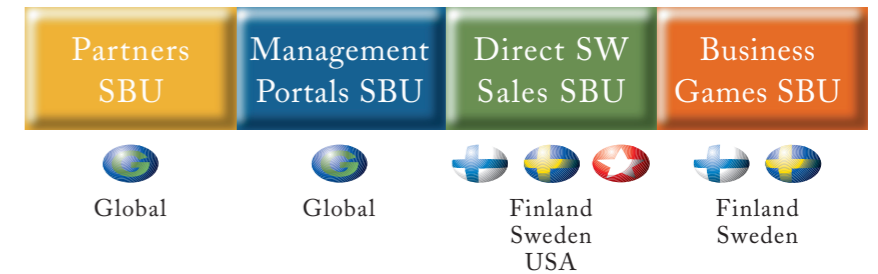 Partners
SBU
Management
Portals SBU
Direct SW
Sales SBU
Business
Games SBU
G
Global
G
Global
Finland
Sweden
USA
Finland
Sweden